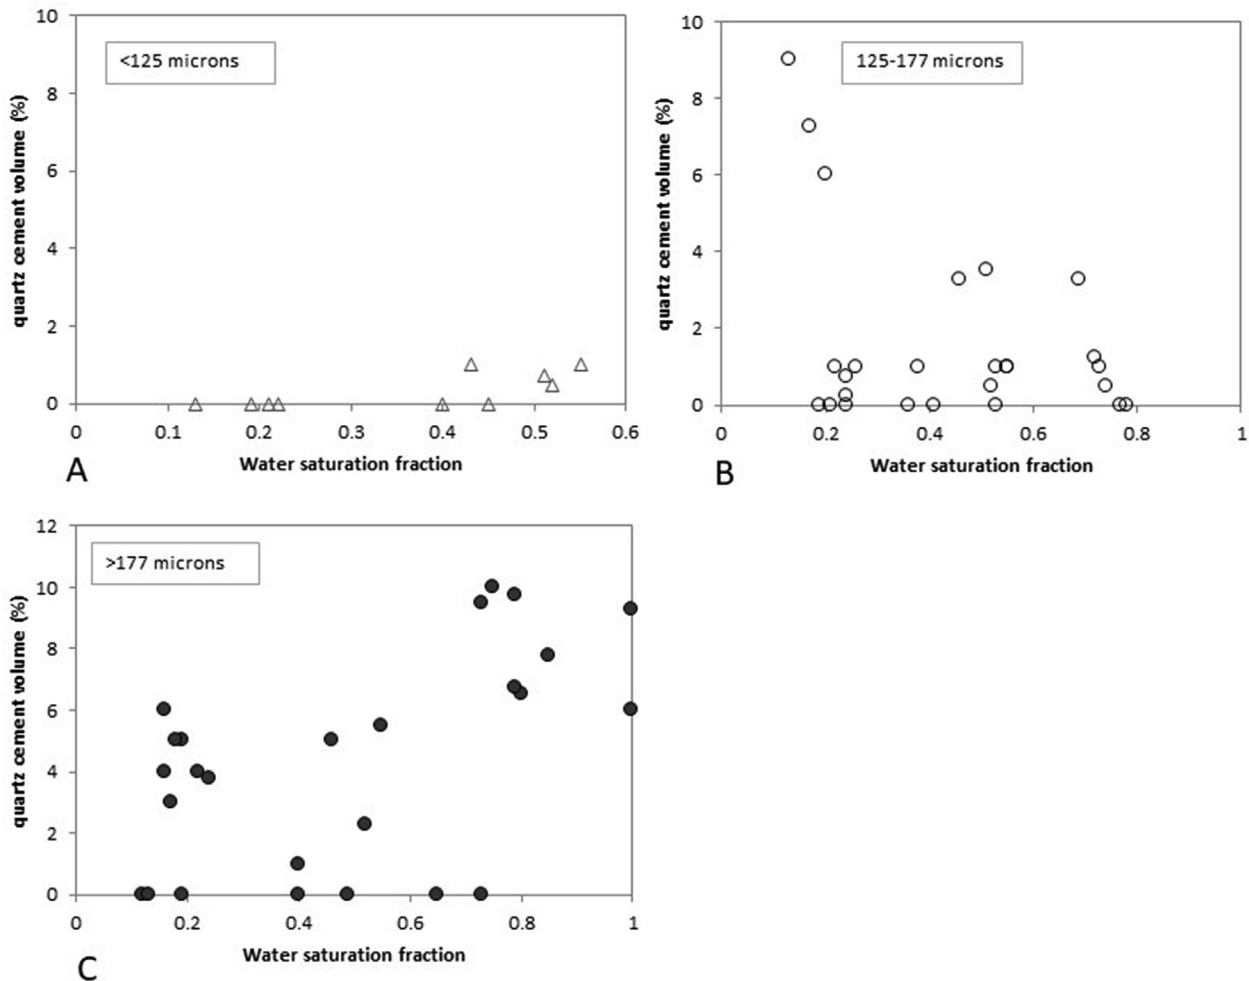 10
8
6
4
2
0
quartz cement volume (%)
<125 microns
0 0.1 0.2 0.3 0.4 0.5 0.6
Water saturation fraction
A
10
8
6
4
2
0
quartz cement volume (%)
125-177 microns
0 0.2 0.4 0.6 0.8 1
Water saturation fraction
B
12
10
8
6
4
2
0
quartz cement volume (%)
>177 microns
0 0.2 0.4 0.6 0.8 1
Water saturation fraction
C